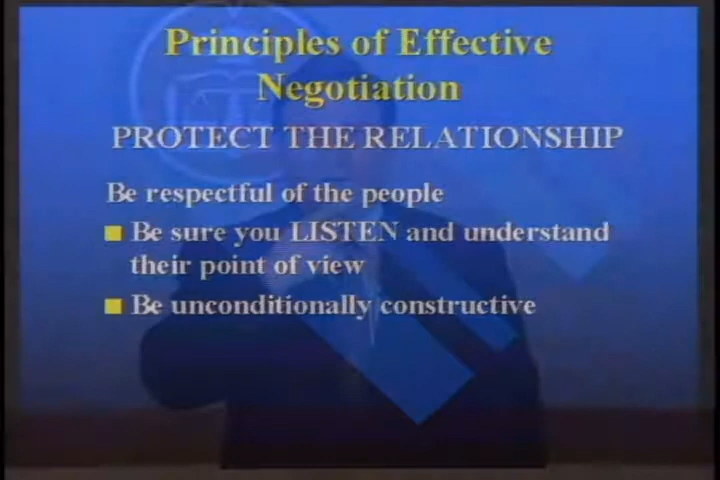 Principles of Effective
Negotiation
PROTECT THE RELATIONSHIP
Be respectful of the people
Be sure you LISTEN and understand
their point of view
Be unconditionally constructive